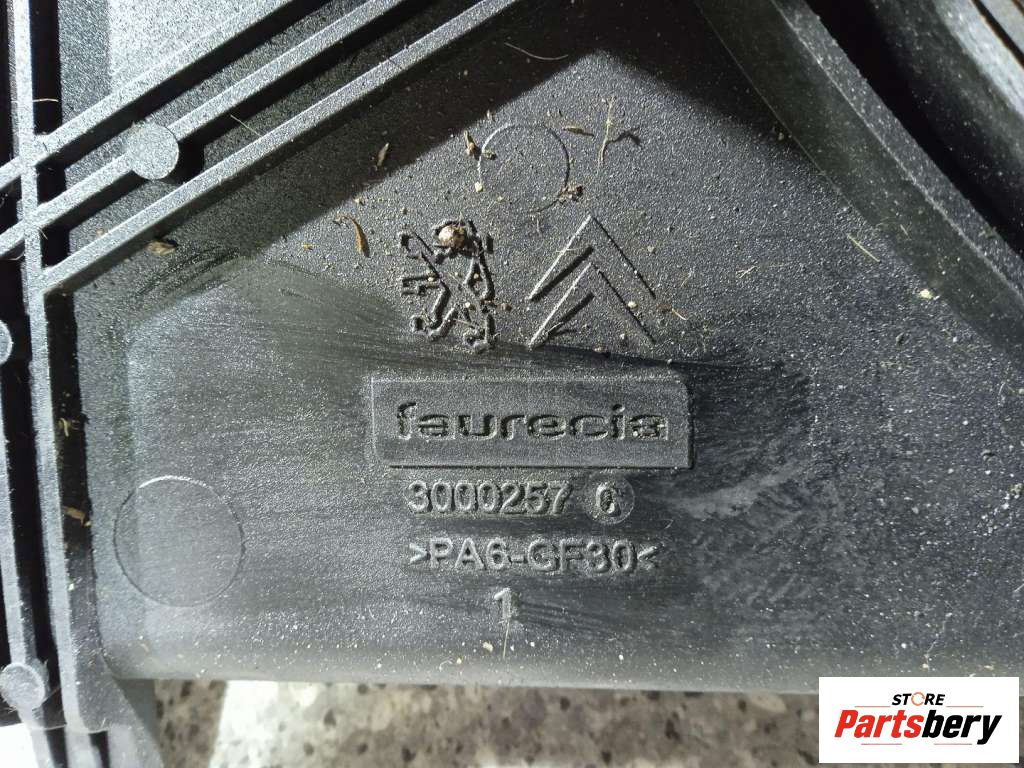 faurecia
3000257 C
>PA6-GF30<
1
STORE
Partsbery